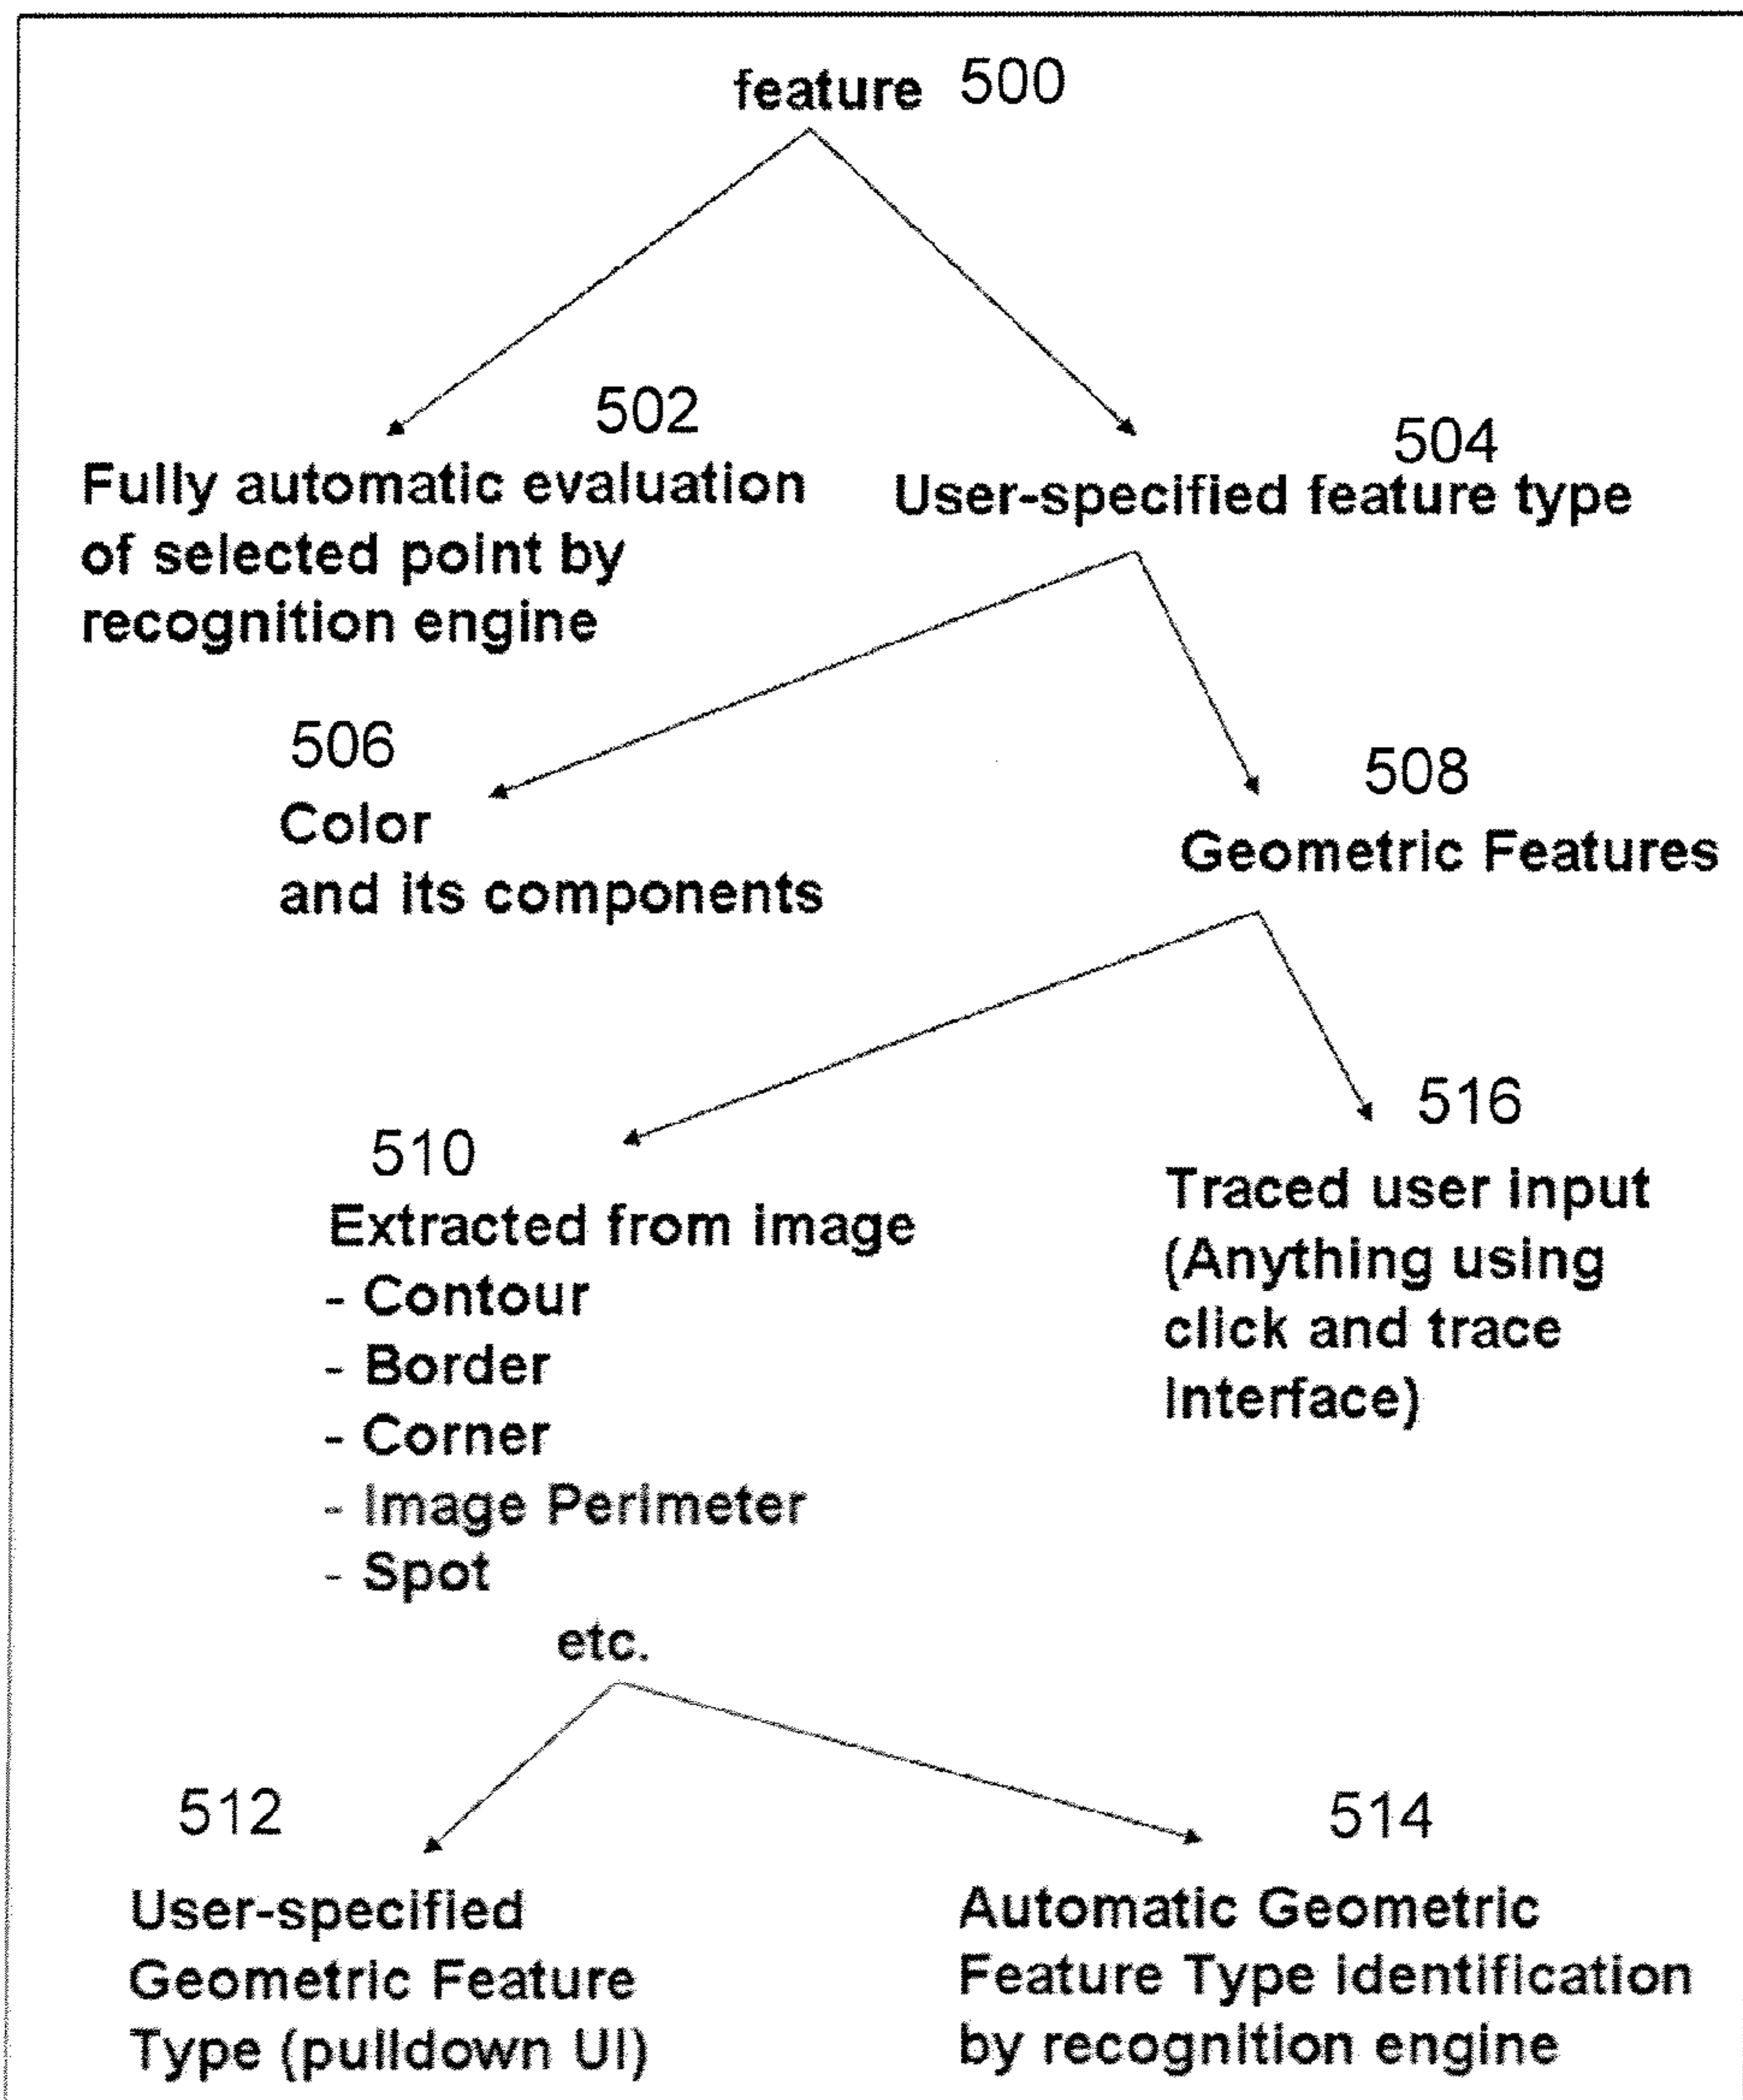 feature 500
502
Fully automatic evaluation
of selected point by
recognition engine
504
User-specified feature type
506
Color
and its components
508
Geometric Features
510
Extracted from image
- Contour
- Border
- Corner
- Image Perimeter
- Spot
etc.
516
Traced user input
(Anything using
click and trace
Interface)
512
User-specified
Geometric Feature
Type (pulldown UI)
514
Automatic Geometric
Feature Type identification
by recognition engine